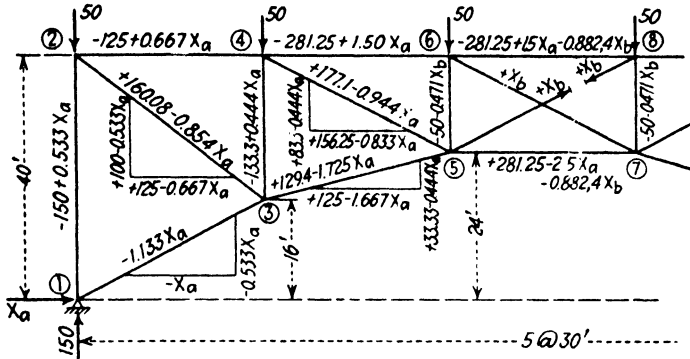 50
50
50
50
②
-125+0.667Xa
④
-281.25+1.50Xa
⑥
-281.25+15Xa-0.882,4Xb
⑧
+160.08-0.854Xa
+177.1-0.944Xa
+Xb
+Xb
-50-0.471Xb
-50-0.471Xb
+100-0.533Xa
-133.3+0.444Xa
+83.3-0.444Xa
+156.25-0.833Xa
40'
-150+0.533Xa
+125-0.667Xa
+129.4-1.725Xa
⑤
+281.25-2.5Xa
-0.882,4Xb
⑦
③
+125-1.667Xa
+33.33-0.444Xa
-1.133Xa
-Xa
-0.533Xa
16'
24'
①
Xa
150
5@30'